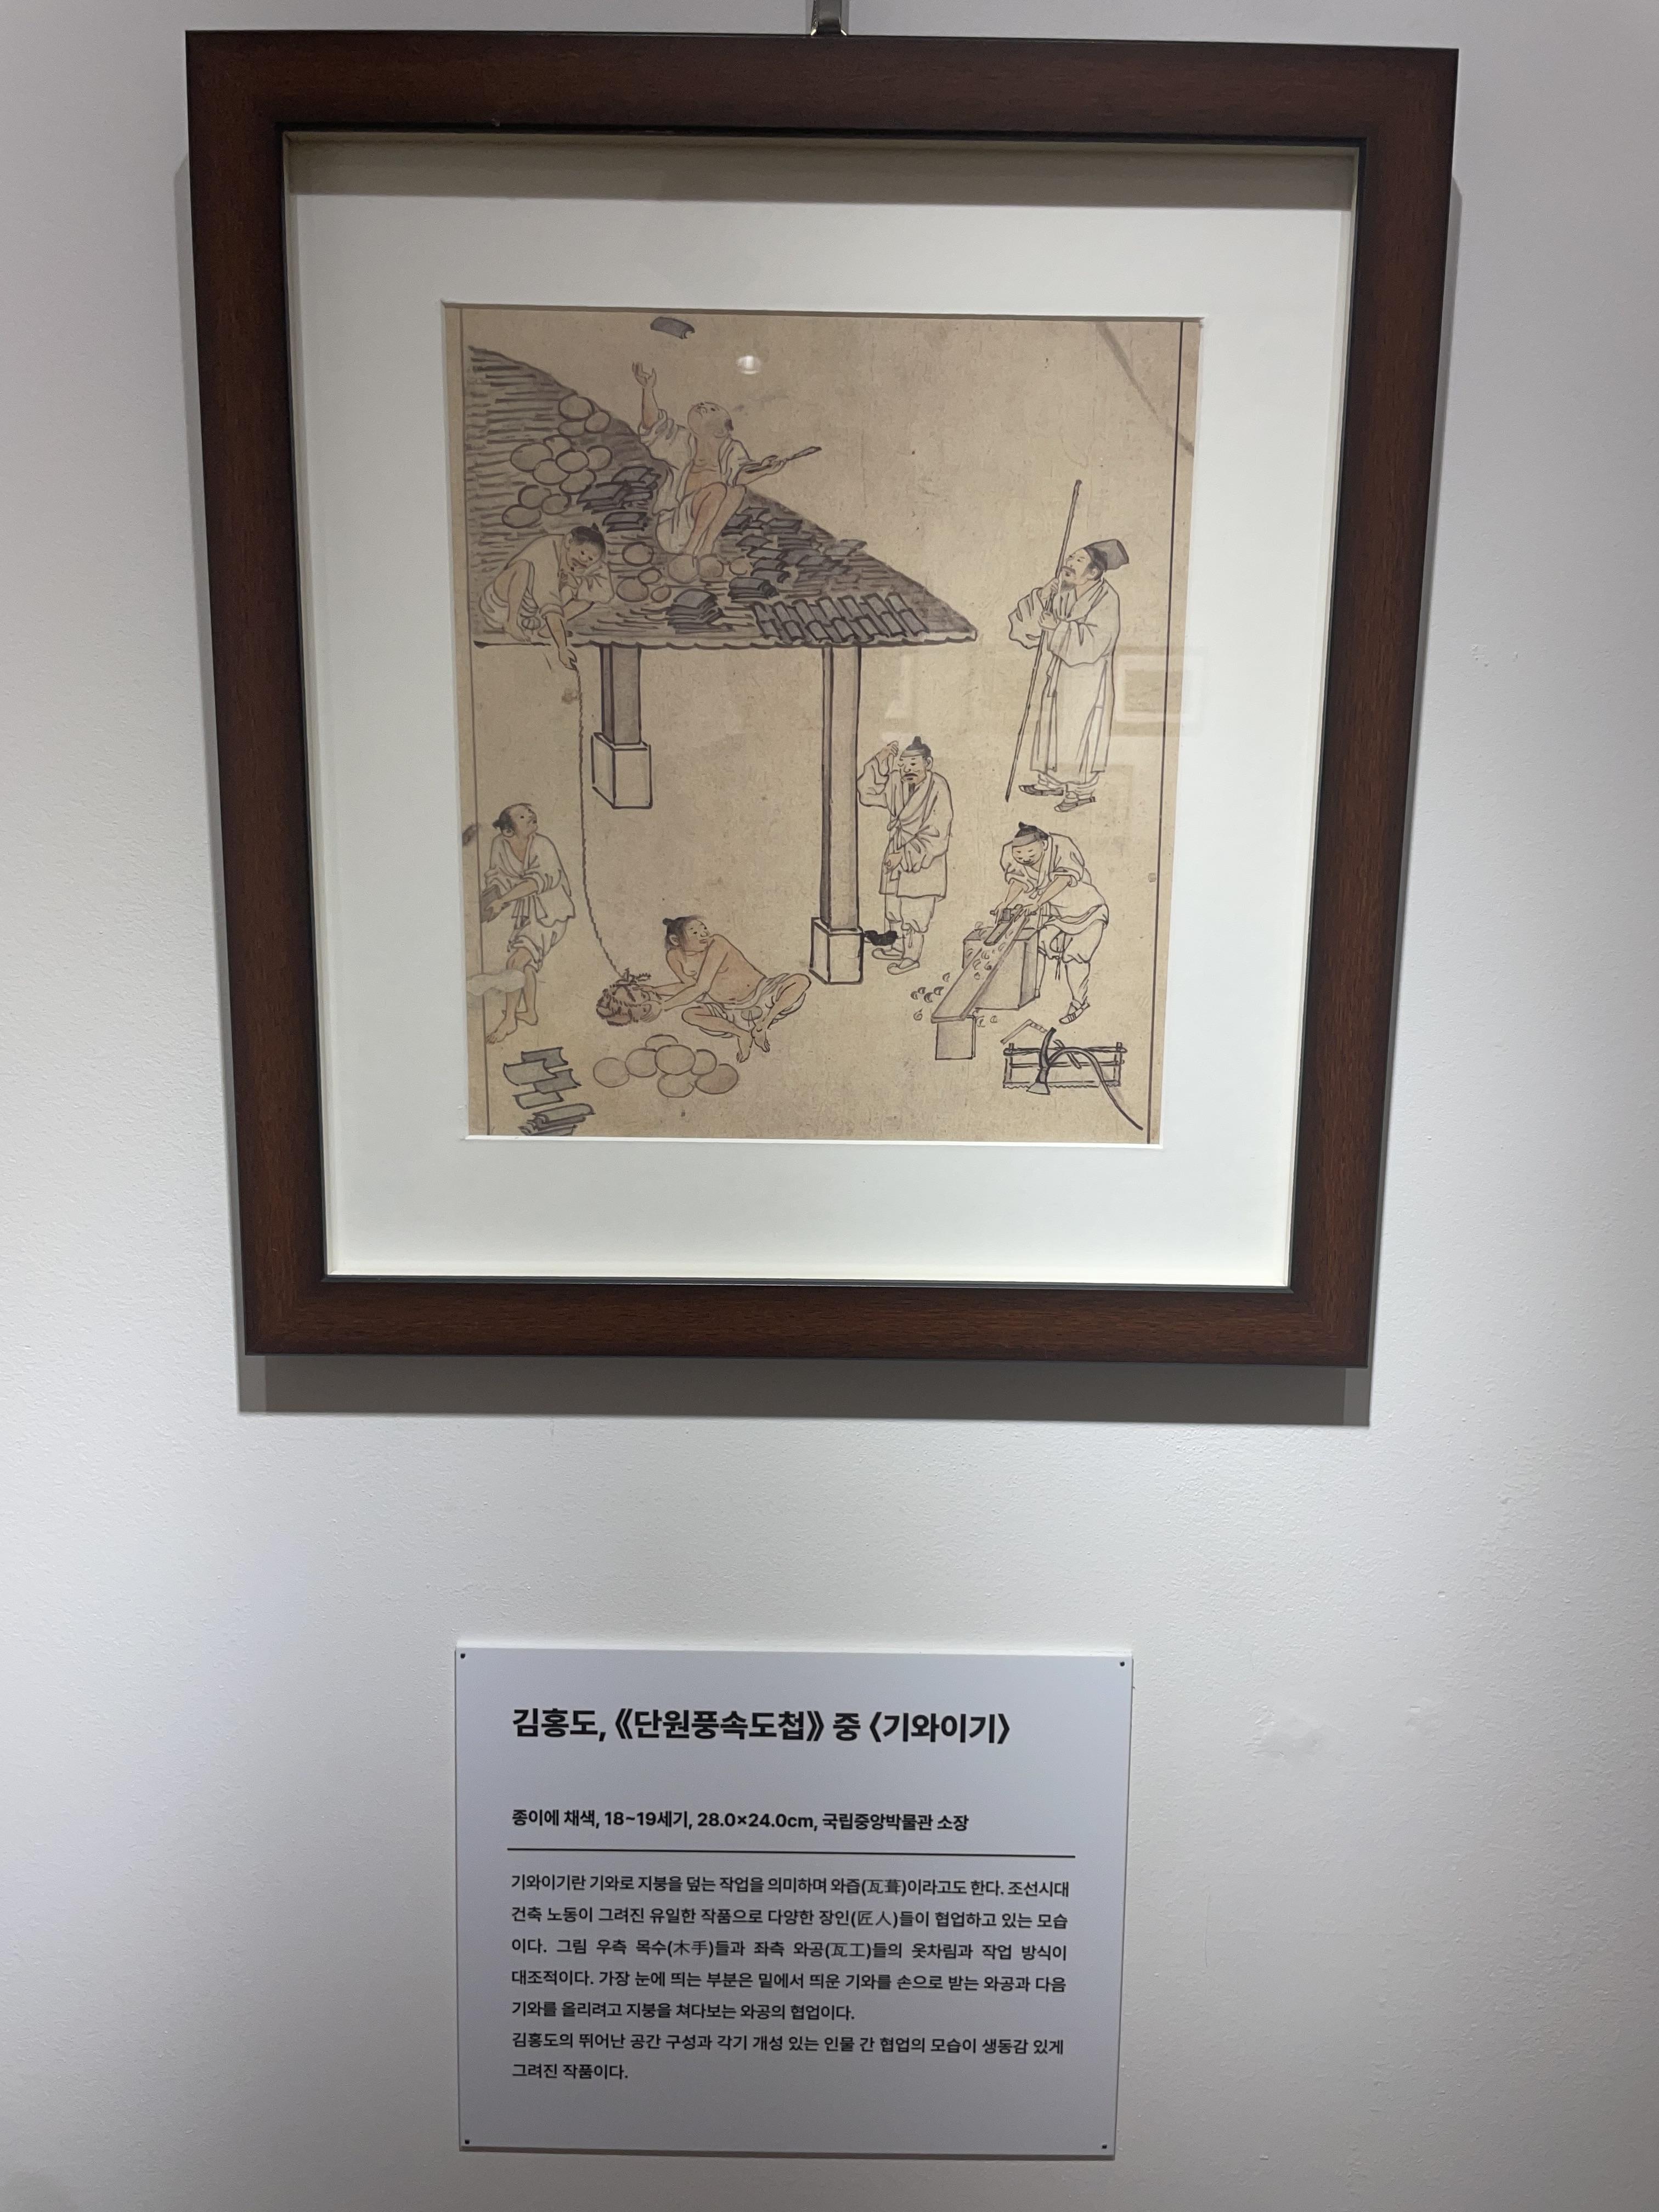 김홍도, 《단원풍속도첩》 중 〈기와이기〉
종이에 채색, 18~19세기, 28.0×24.0cm, 국립중앙박물관 소장
기와이기란 기와로 지붕을 덮는 작업을 의미하며 와즙(瓦葺)이라고도 한다. 조선시대
건축 노동이 그려진 유일한 작품으로 다양한 장인(匠人)들이 협업하고 있는 모습
이다. 그림 우측 목수(木手)들과 좌측 와공(瓦工)들의 옷차림과 작업 방식이
대조적이다. 가장 눈에 띄는 부분은 밑에서 띄운 기와를 손으로 받는 와공과 다음
기와를 올리려고 지붕을 쳐다보는 와공의 협업이다.
김홍도의 뛰어난 공간 구성과 각기 개성 있는 인물 간 협업의 모습이 생동감 있게
그려진 작품이다.